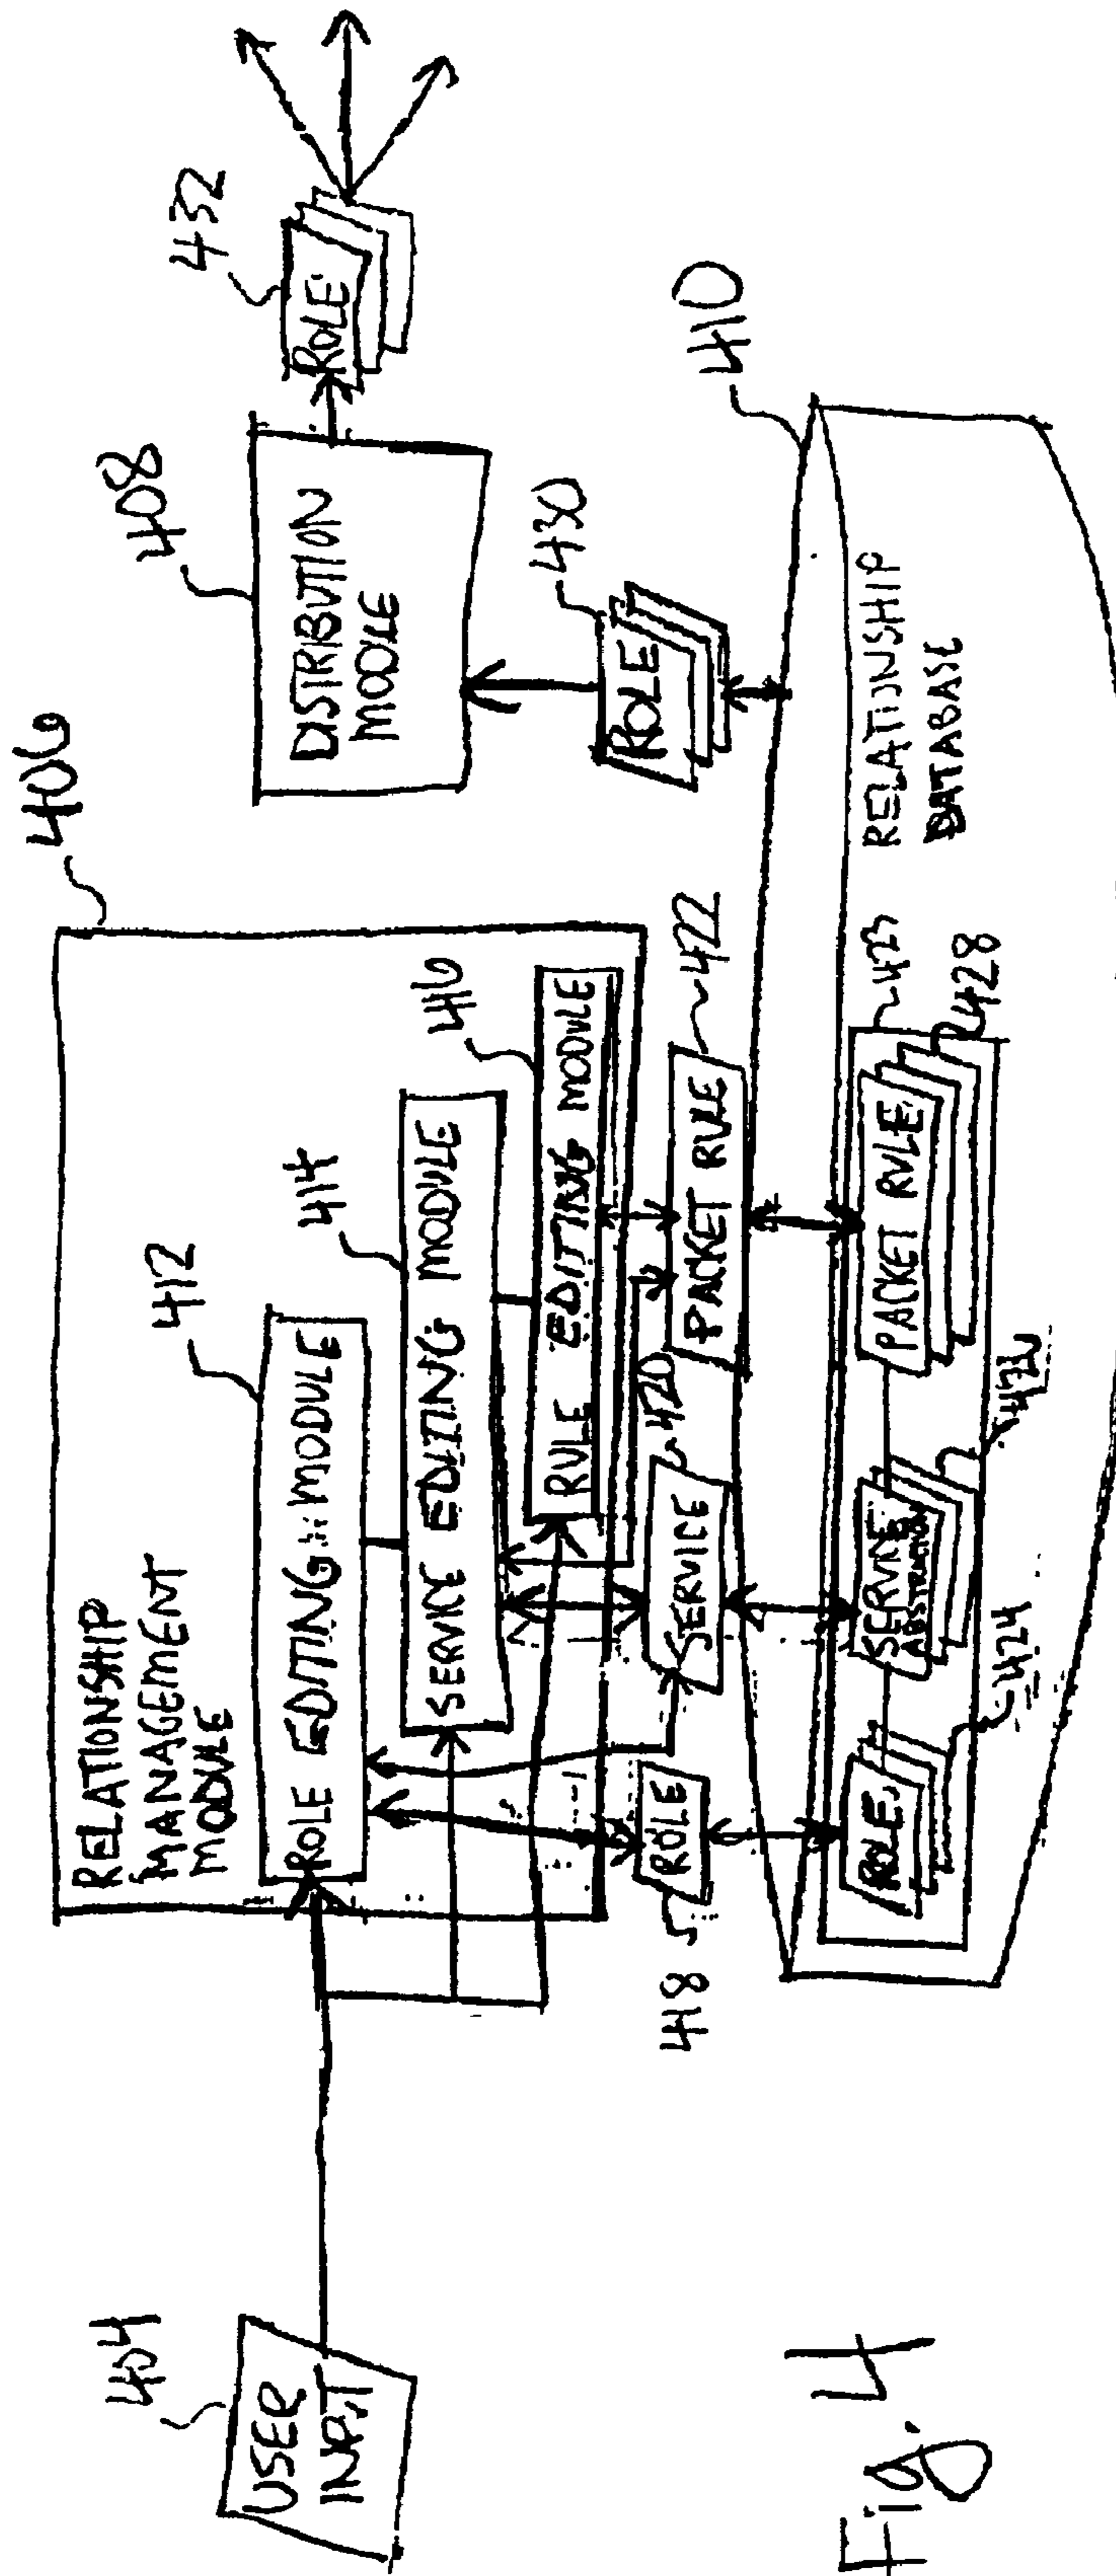 404
USER
INPUT
406
RELATIONSHIP
MANAGEMENT
MODULE
412
ROLE EDITING MODULE
414
SERVICE EDITING MODULE
416
RULE EDITING MODULE
408
DISTRIBUTION
MODULE
432
ROLE
418
ROLE
420
SERVICE
422
PACKET RULE
430
ROLE
410
RELATIONSHIP
DATABASE
423
ROLE
424
SERVICE
ABSTRACTION
PACKET RULE
428
Fig. 4